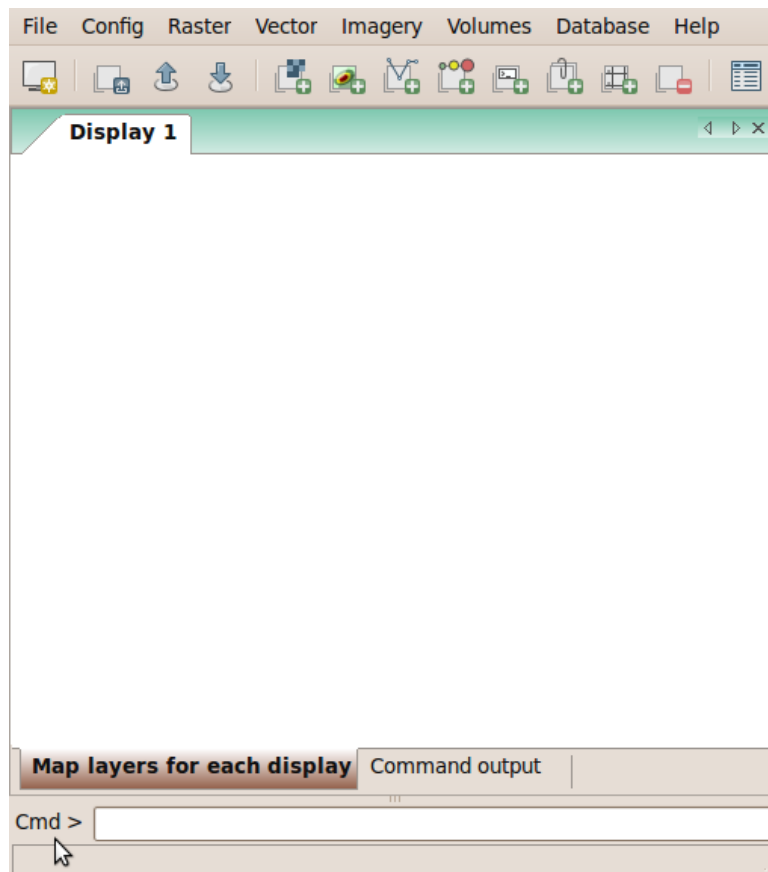 File Config Raster Vector Imagery Volumes Database Help
Display 1
Map layers for each display Command output
Cmd >